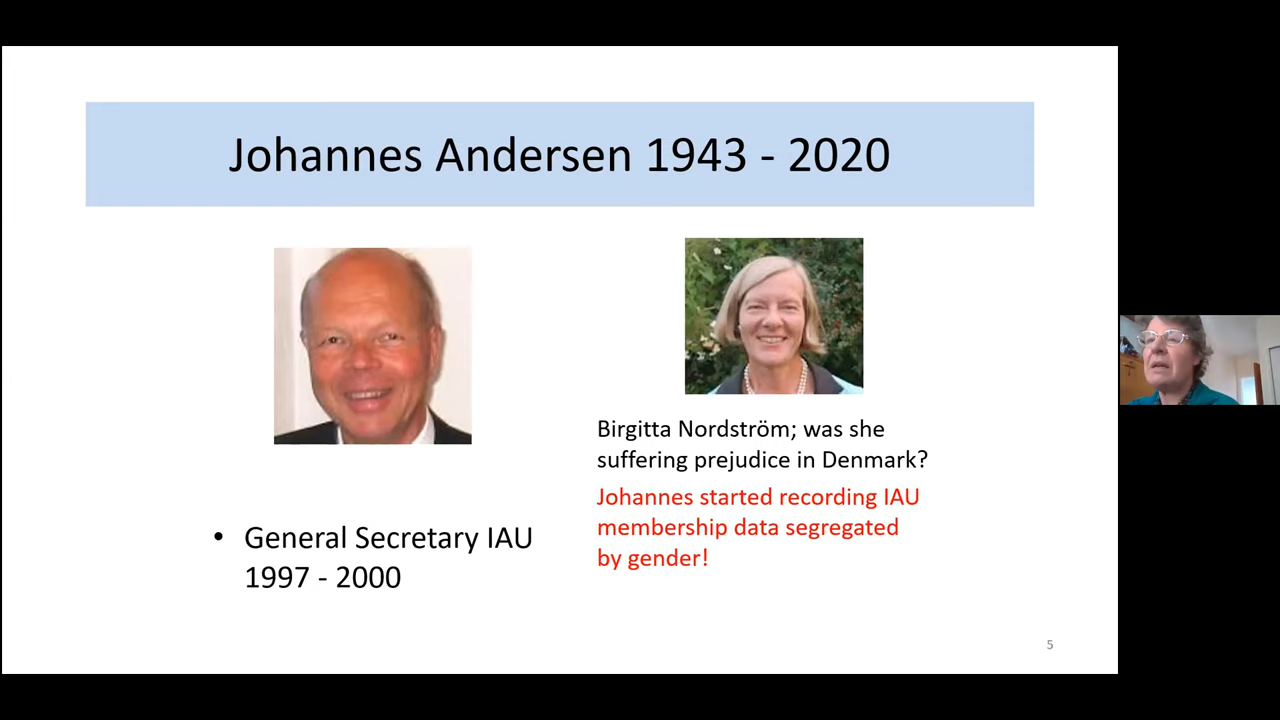 Johannes Andersen 1943 - 2020
• General Secretary IAU
1997 - 2000
Birgitta Nordström; was she
suffering prejudice in Denmark?
Johannes started recording IAU
membership data segregated
by gender!
5